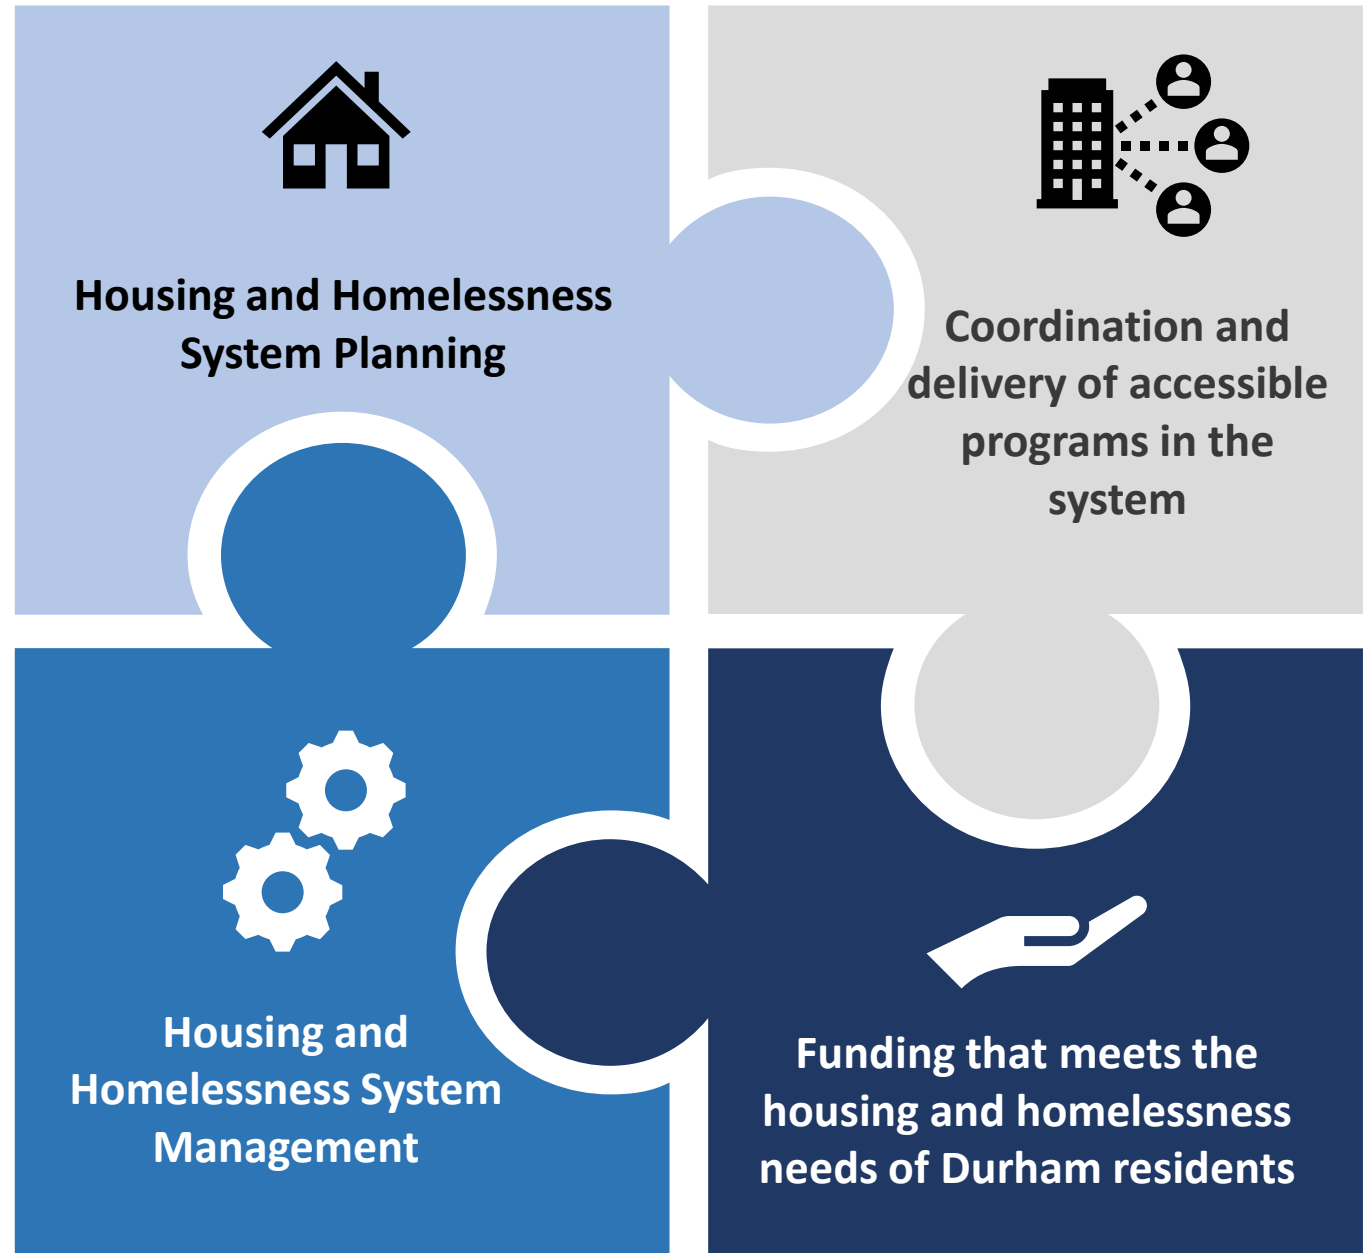 Housing and Homelessness
System Planning
Coordination and
delivery of accessible
programs in the
system
Housing and
Homelessness System
Management
Funding that meets the
housing and homelessness
needs of Durham residents